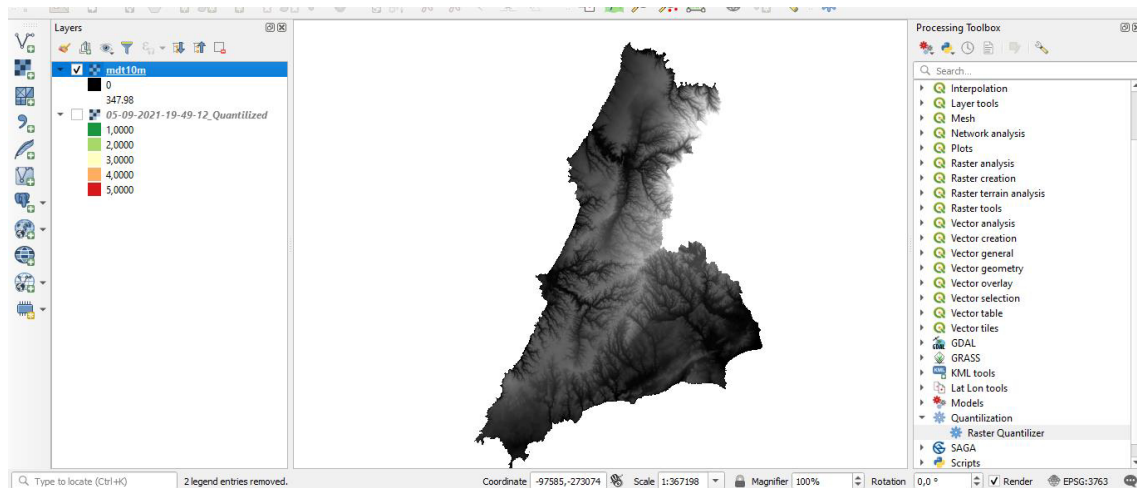 Layers
mdt10m
0
347.98
05-09-2021-19-49-12_Quantilized
1,0000
2,0000
3,0000
4,0000
5,0000
Processing Toolbox
Search...
Interpolation
Layer tools
Mesh
Network analysis
Plots
Raster analysis
Raster creation
Raster terrain analysis
Raster tools
Vector analysis
Vector creation
Vector general
Vector geometry
Vector overlay
Vector selection
Vector table
Vector tiles
GDAL
GRASS
KML tools
Lat Lon tools
Models
Quantilization
Raster Quantilizer
SAGA
Scripts
Type to locate (Ctrl+K) 2 legend entries removed. Coordinate -97585,-273074 Scale 1:367198 Magnifier 100% Rotation 0,0 ° Render EPSG:3763